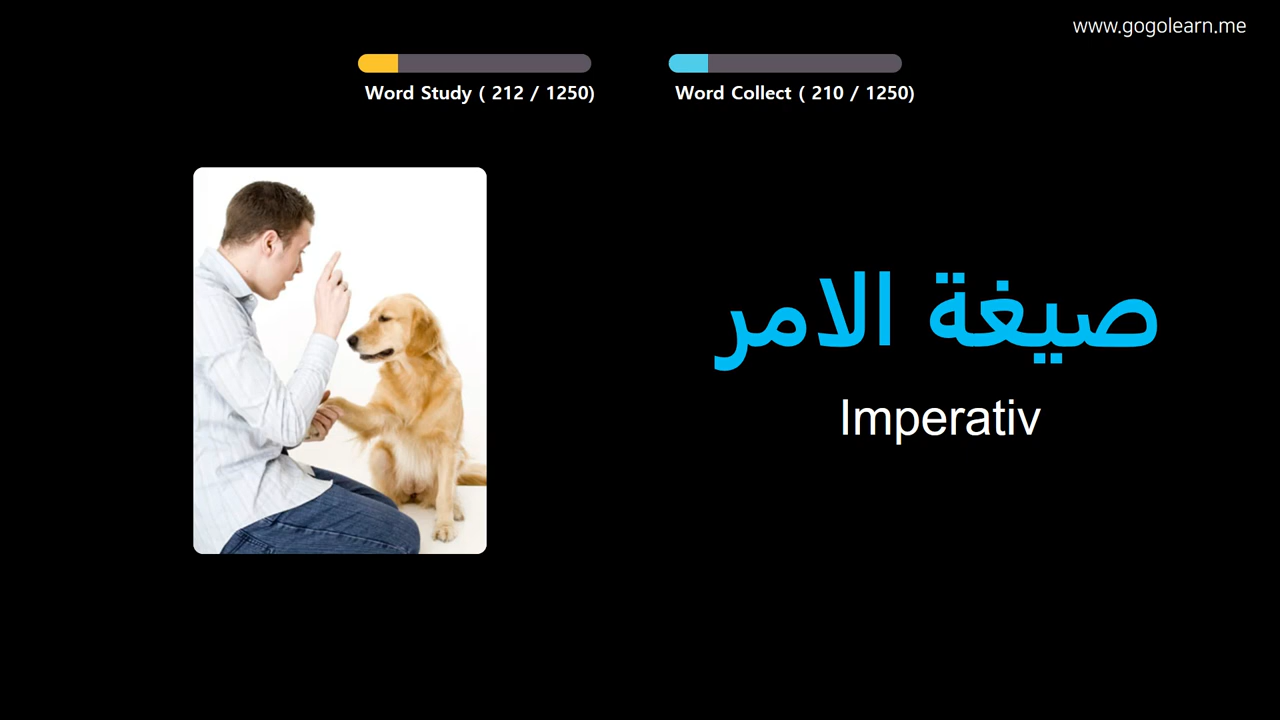 www.gogolearn.me
Word Study ( 212 / 1250)
Word Collect ( 210 / 1250)
صيغة الامر
Imperativ